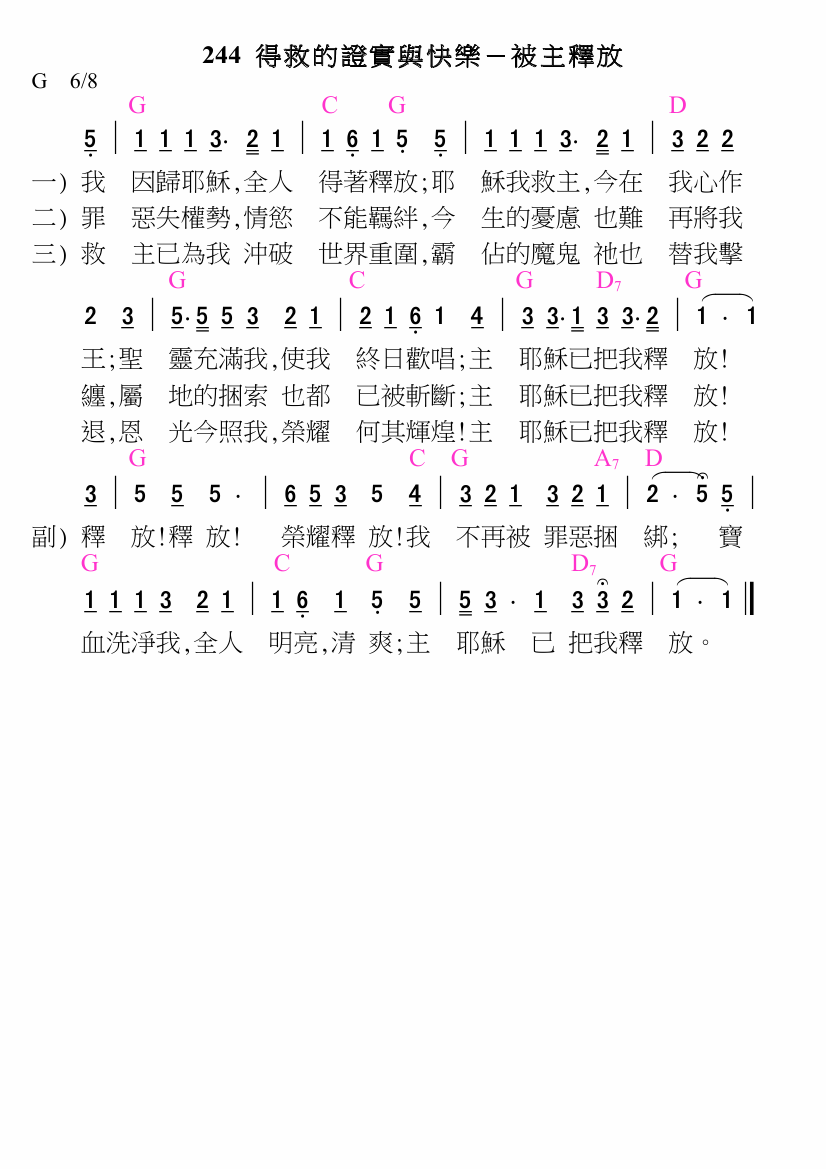 244 得救的證實與快樂－被主釋放
G 6/8
G C G D
5 | 1 1 1 3· 2 1 | 1 6 1 5 5 | 1 1 1 3· 2 1 | 3 2 2
一) 我 因歸耶穌,全人 得著釋放;耶 穌我救主,今在 我心作
二) 罪 惡失權勢,情慾 不能羈絆,今 生的憂慮 也難 再將我
三) 救 主已為我 沖破 世界重圍,霸 佔的魔鬼 祂也 替我擊
G C G D7 G
2 3 | 5· 5 5 3 2 1 | 2 1 6 1 4 | 3 3· 1 3 3· 2 | 1 · 1
王;聖 靈充滿我,使我 終日歡唱;主 耶穌已把我釋 放!
纏,屬 地的捆索 也都 已被斬斷;主 耶穌已把我釋 放!
退,恩 光今照我,榮耀 何其輝煌!主 耶穌已把我釋 放!
G C G A7 D
3 | 5 5 5 · | 6 5 3 5 4 | 3 2 1 3 2 1 | 2 · 5 5 |
副) 釋 放!釋 放! 榮耀釋 放!我 不再被 罪惡捆 綁; 寶
G C G D7 G
1 1 1 3 2 1 | 1 6 1 5 5 | 5 3 · 1 3 3 2 | 1 · 1 ||
血洗淨我,全人 明亮,清 爽;主 耶穌 已 把我釋 放。